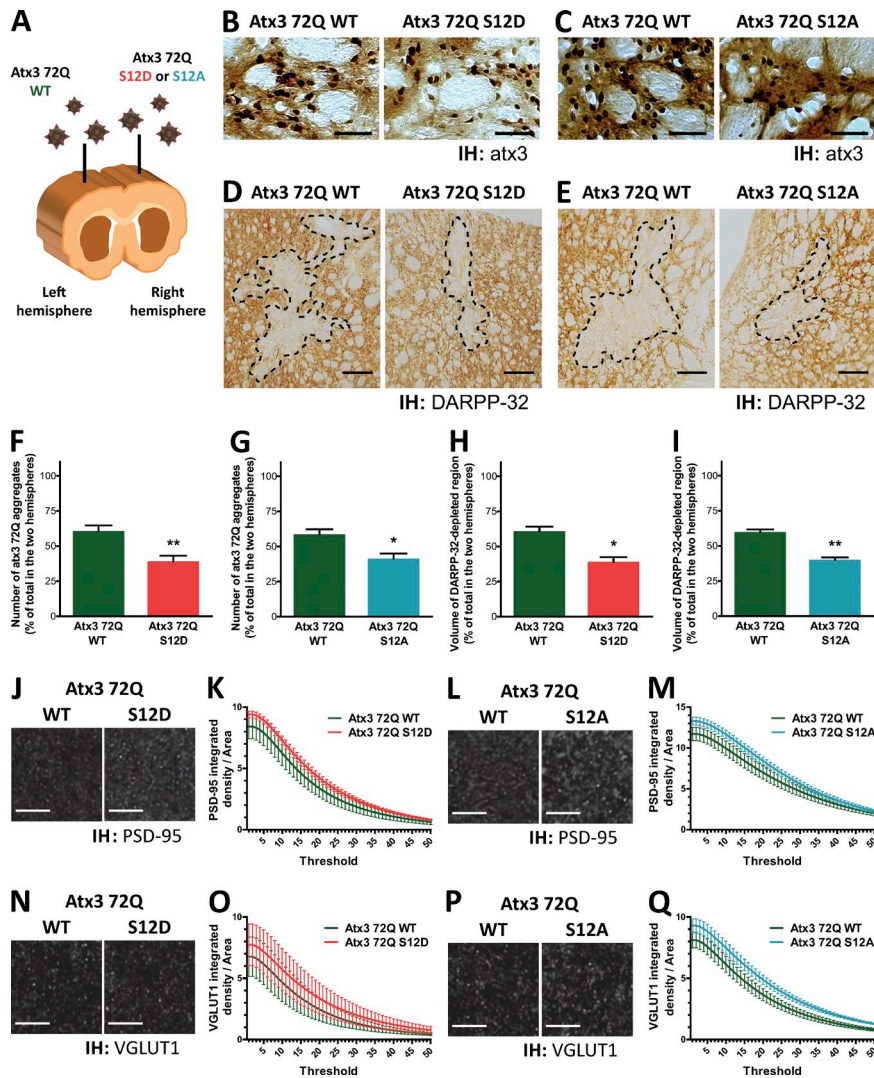 A
Atx3 72Q
WT
Atx3 72Q
S12D or S12A
Left
hemisphere
Right
hemisphere
B
Atx3 72Q WT
Atx3 72Q S12D
IH: atx3
C
Atx3 72Q WT
Atx3 72Q S12A
IH: atx3
D
Atx3 72Q WT
Atx3 72Q S12D
IH: DARPP-32
E
Atx3 72Q WT
Atx3 72Q S12A
IH: DARPP-32
F
Number of atx3 72Q aggregates
(% of total in the two hemispheres)
100
75
50
25
0
**
Atx3 72Q
WT
Atx3 72Q
S12D
G
Number of atx3 72Q aggregates
(% of total in the two hemispheres)
100
75
50
25
0
*
Atx3 72Q
WT
Atx3 72Q
S12A
H
Volume of DARPP-32-depleted region
(% of total in the two hemispheres)
100
75
50
25
0
*
Atx3 72Q
WT
Atx3 72Q
S12D
I
Volume of DARPP-32-depleted region
(% of total in the two hemispheres)
100
75
50
25
0
**
Atx3 72Q
WT
Atx3 72Q
S12A
J
Atx3 72Q
WT
S12D
IH: PSD-95
K
PSD-95 integrated
density / Area
10
5
0
Atx3 72Q WT
Atx3 72Q S12D
5 10 15 20 25 30 35 40 45 50
Threshold
L
Atx3 72Q
WT
S12A
IH: PSD-95
M
PSD-95 integrated
density / Area
15
10
5
0
Atx3 72Q WT
Atx3 72Q S12A
5 10 15 20 25 30 35 40 45 50
Threshold
N
Atx3 72Q
WT
S12D
IH: VGLUT1
O
VGLUT1 integrated
density / Area
10
5
0
Atx3 72Q WT
Atx3 72Q S12D
5 10 15 20 25 30 35 40 45 50
Threshold
P
Atx3 72Q
WT
S12A
IH: VGLUT1
Q
VGLUT1 integrated
density / Area
10
5
0
Atx3 72Q WT
Atx3 72Q S12A
5 10 15 20 25 30 35 40 45 50
Threshold